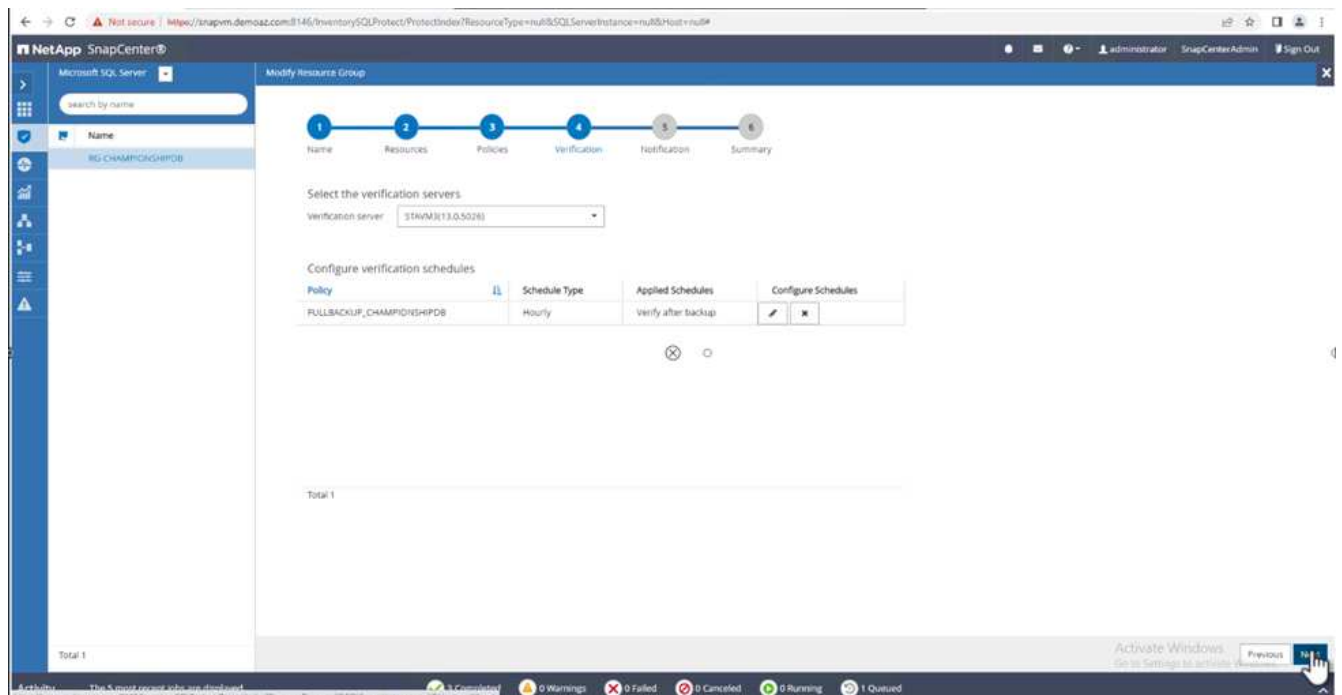 Not secure | https://snapvm.demoaz.com:8146/InventorySQLProtect/ProtectIndex?ResourceType=null&SQLServerInstance=null&Host=null#
NetApp SnapCenter®
administrator SnapCenterAdmin Sign Out
Microsoft SQL Server
Modify Resource Group
search by name
Name
RG-CHAMPIONSHIPDB
1 2 3 4 5 6
Name Resources Policies Verification Notification Summary
Select the verification servers
Verification server STAVM3(13.0.5026)
Configure verification schedules
Policy Schedule Type Applied Schedules Configure Schedules
FULLBACKUP_CHAMPIONSHIPDB Hourly Verify after backup
Total 1
Total 1
Activate Windows
Go to Settings to activate
Previous
Activity The 5 most recent jobs are displayed 3 Completed 0 Warnings 0 Failed 0 Canceled 0 Running 1 Queued